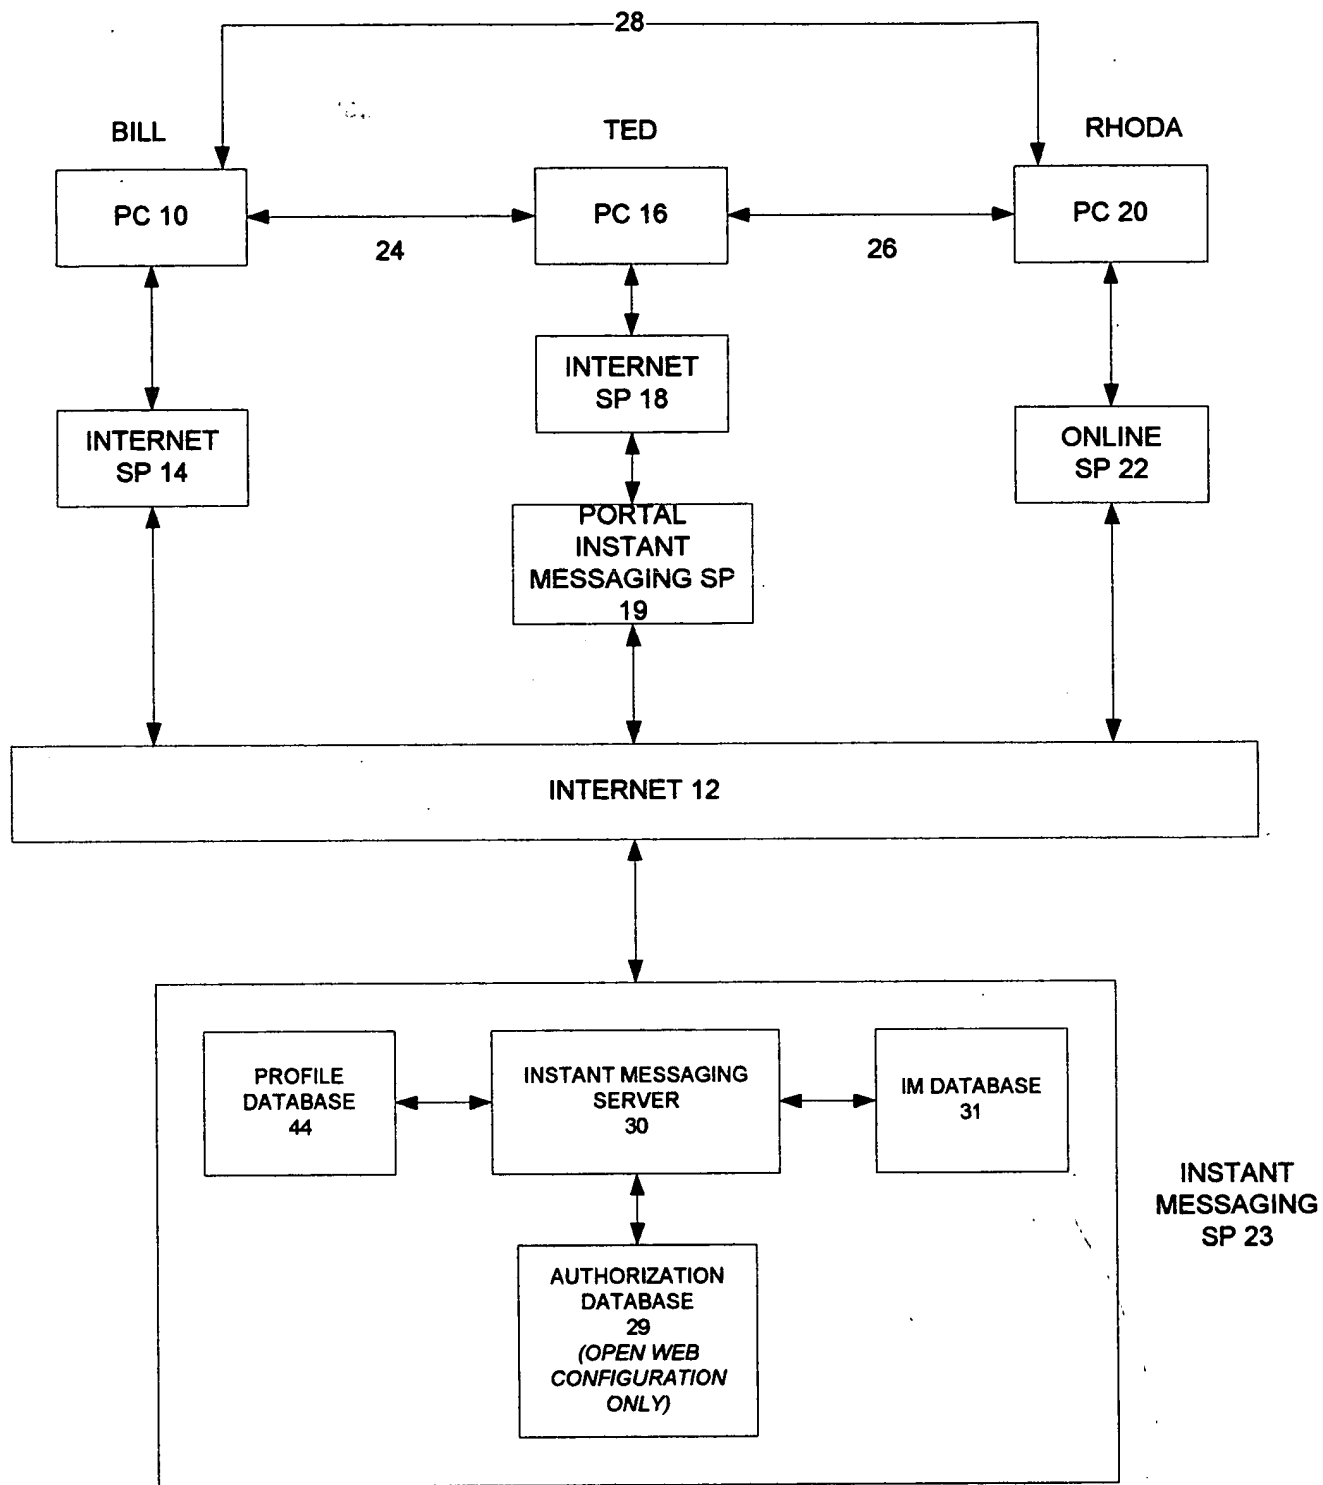 28
BILL
TED
RHODA
PC 10
PC 16
PC 20
24
26
INTERNET
SP 14
INTERNET
SP 18
ONLINE
SP 22
PORTAL
INSTANT
MESSAGING SP
19
INTERNET 12
PROFILE
DATABASE
44
INSTANT MESSAGING
SERVER
30
IM DATABASE
31
AUTHORIZATION
DATABASE
29
(OPEN WEB
CONFIGURATION
ONLY)
INSTANT
MESSAGING
SP 23